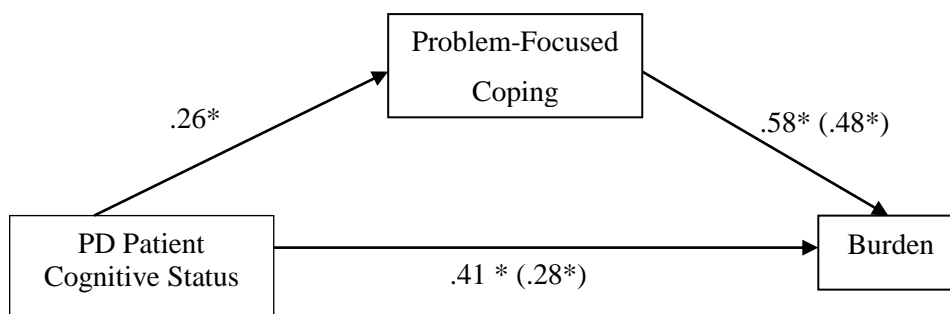 Problem-Focused
Coping
.26*
.58* (.48*)
PD Patient
Cognitive Status
Burden
.41 * (.28*)